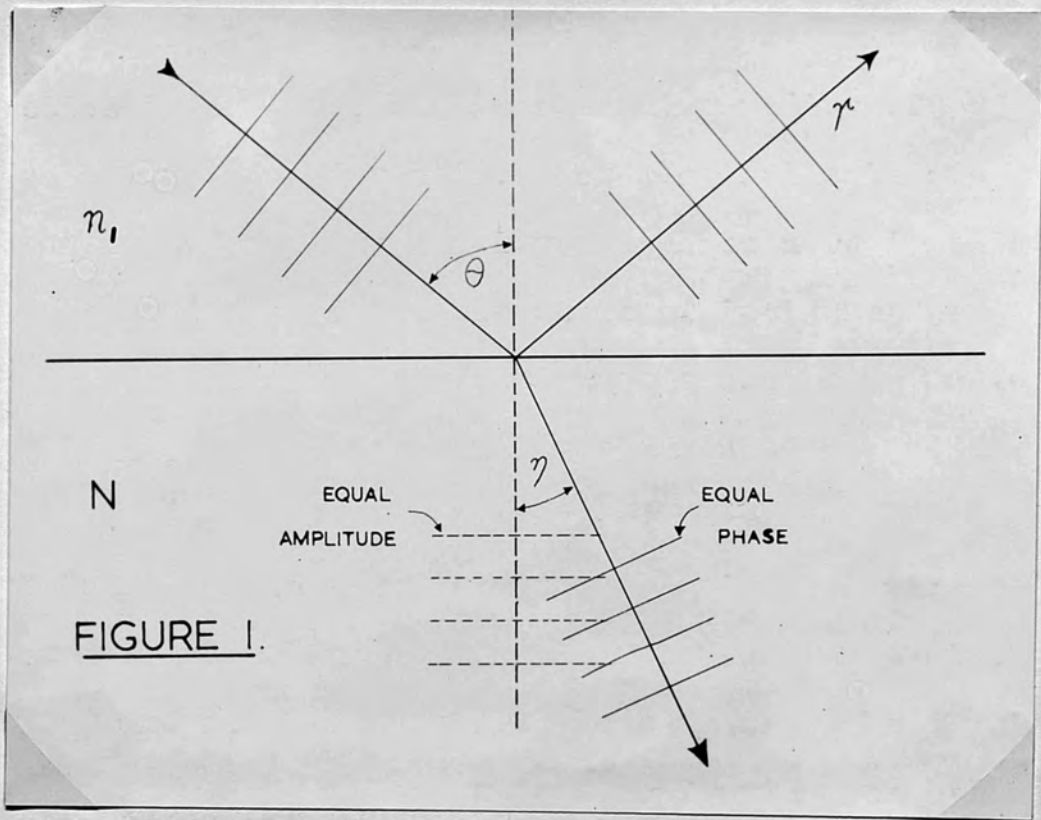 r
n₁
θ
η
N
EQUAL
AMPLITUDE
EQUAL
PHASE
FIGURE 1.